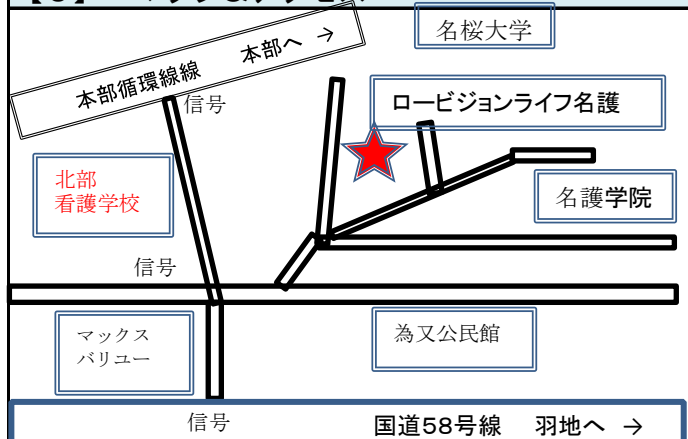 名桜大学
本部循環線線 本部へ →
信号
ロービジョンライフ名護
北部
看護学校
名護学院
信号
マックス
バリユー
為又公民館
信号
国道58号線 羽地へ →